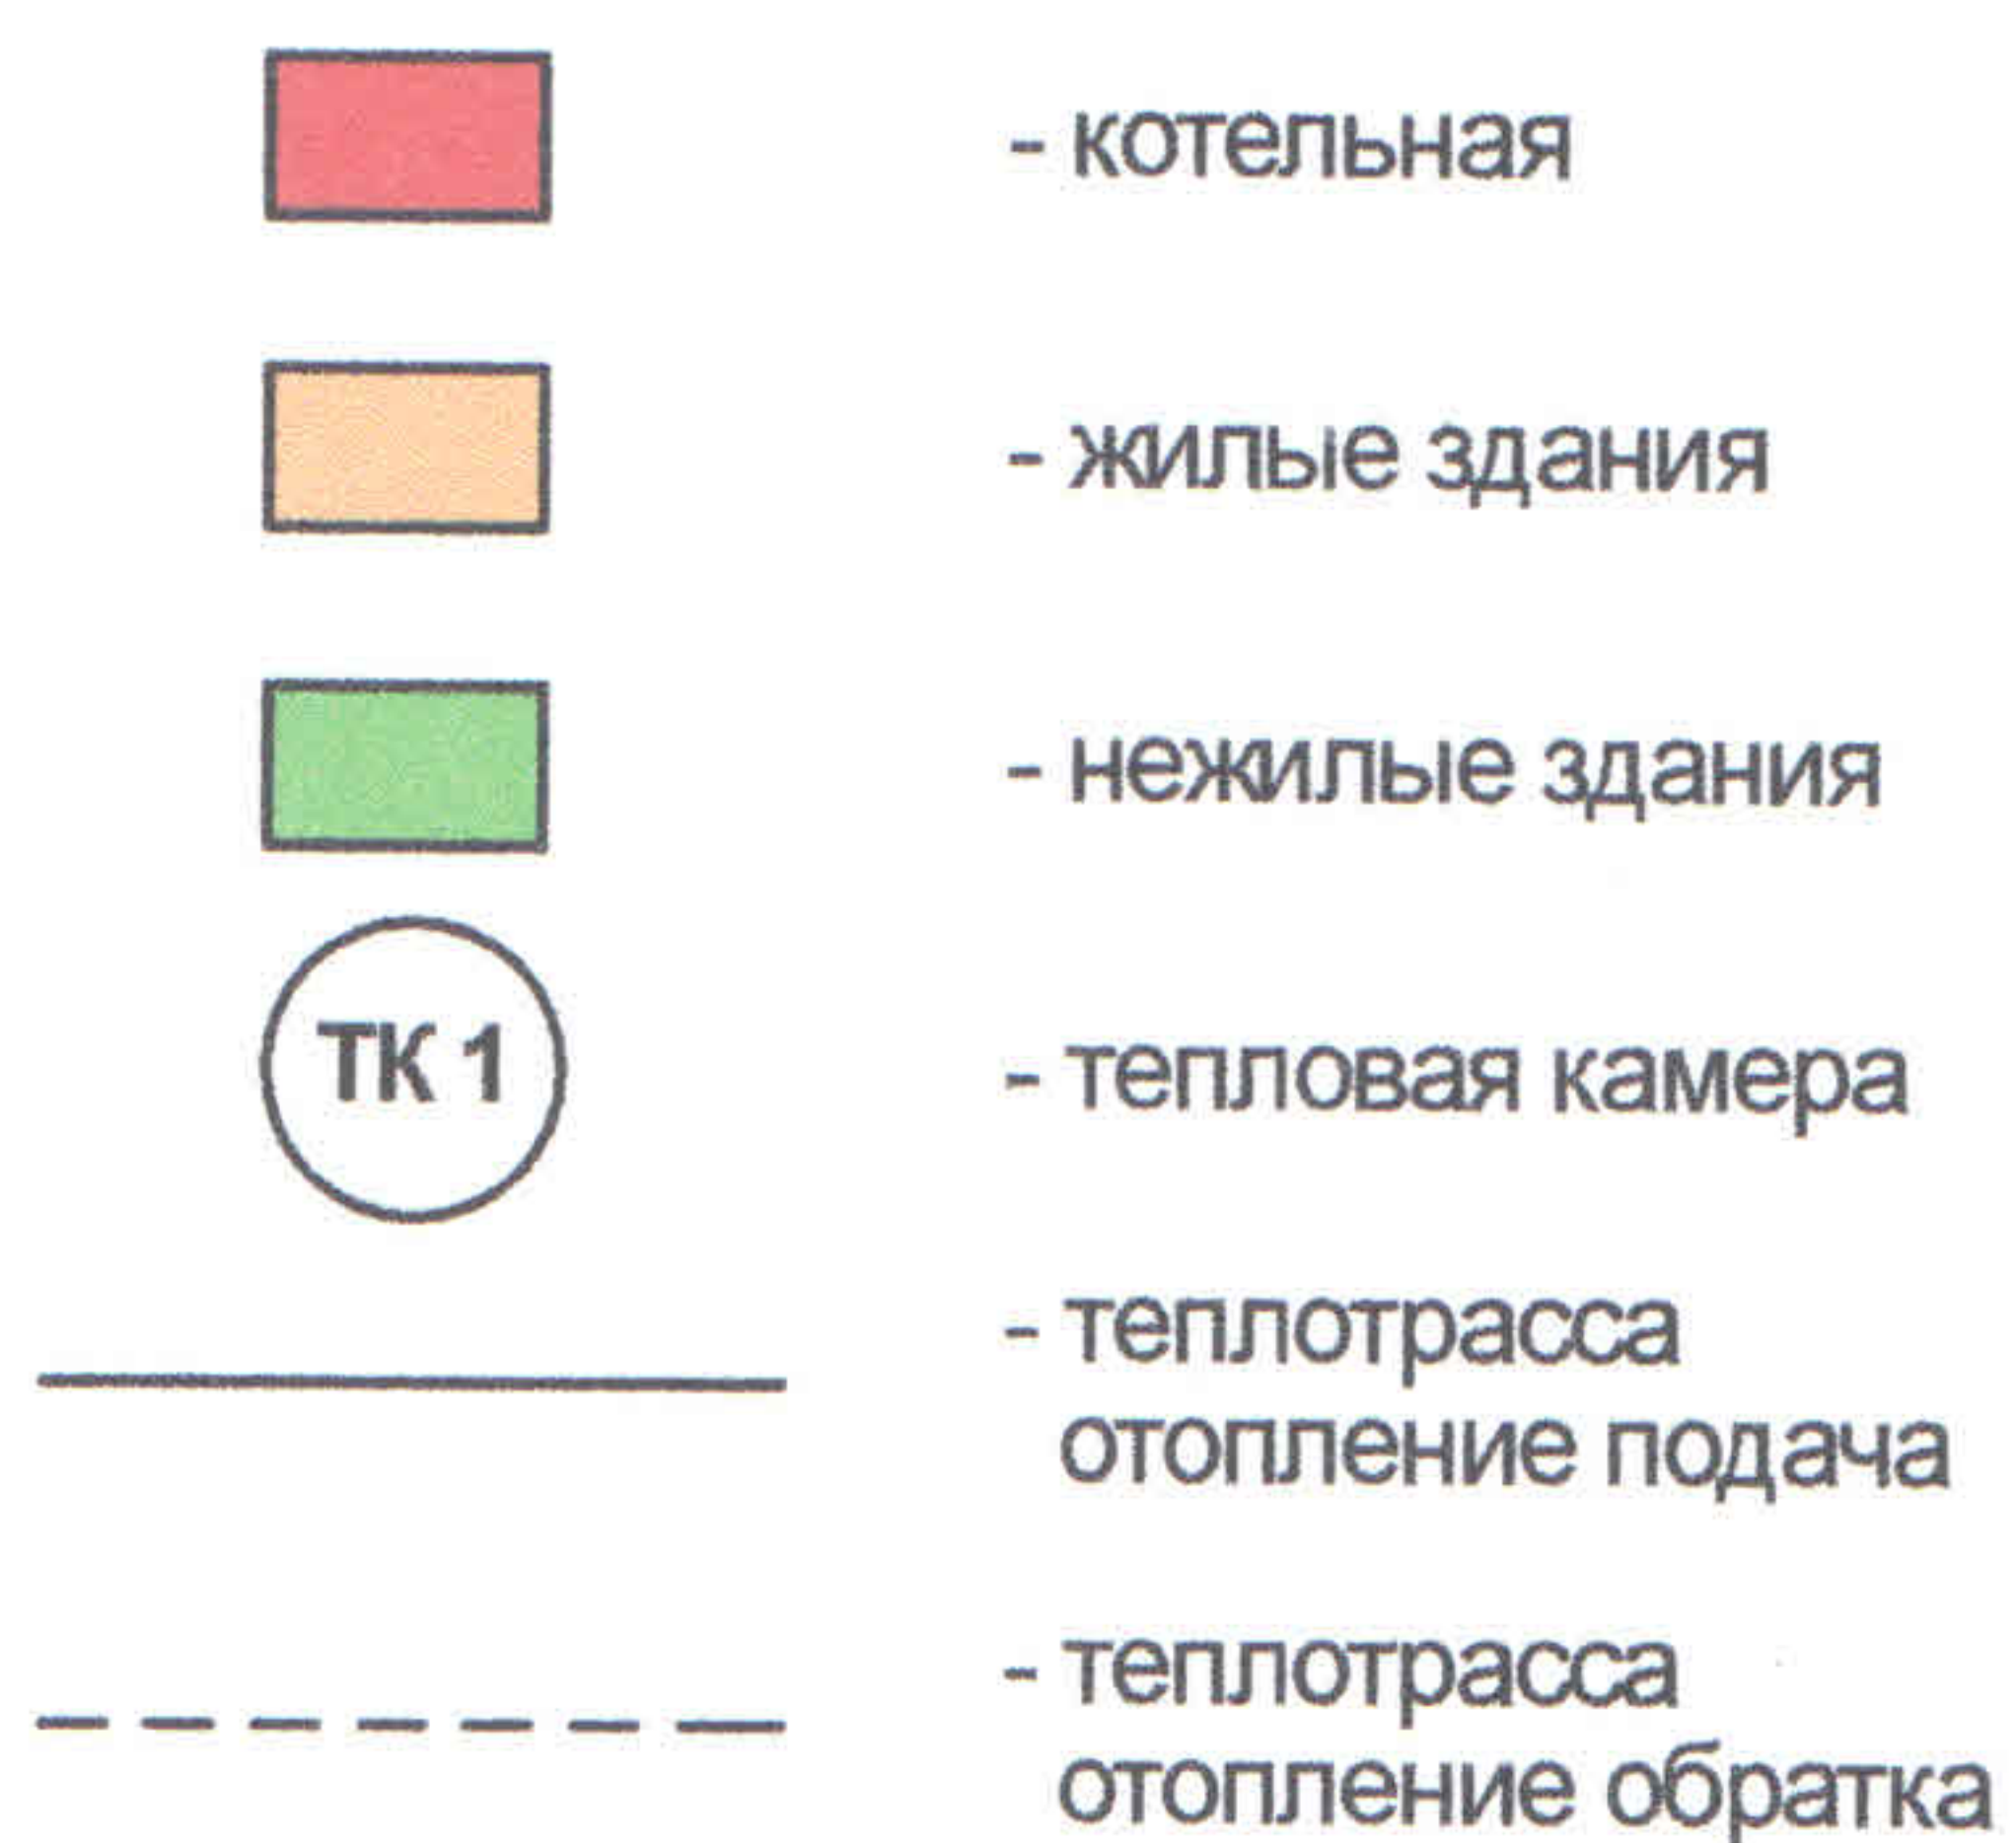 - котельная
- жилые здания
- нежилые здания
ТК 1
- тепловая камера
- теплотрасса
отопление подача
- теплотрасса
отопление обратка